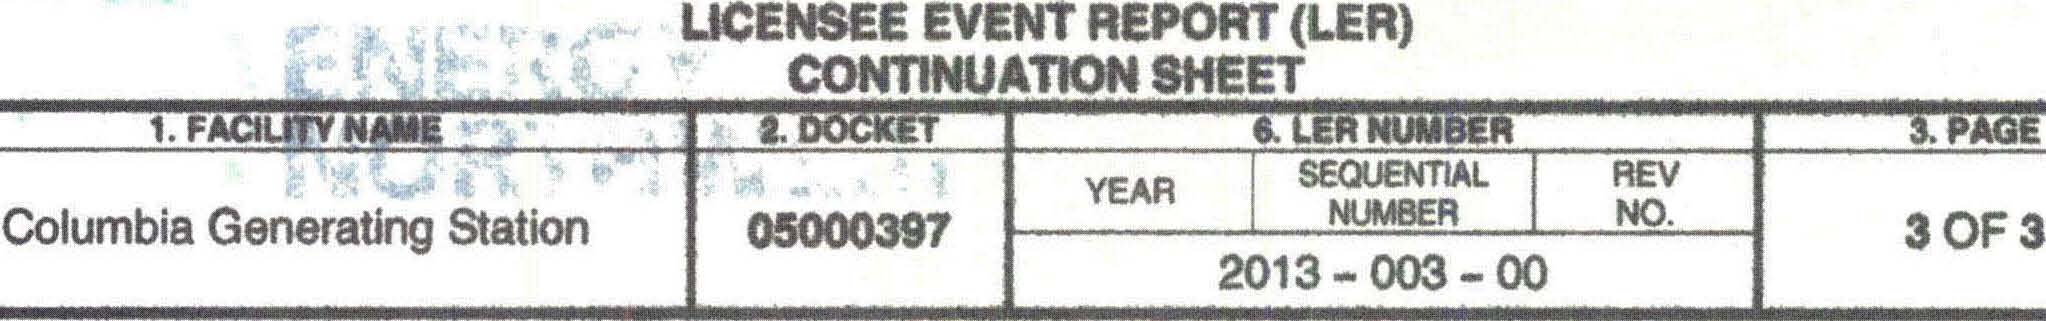 LICENSEE EVENT REPORT (LER)
CONTINUATION SHEET
1. FACILITY NAME 2. DOCKET 6. LER NUMBER 3. PAGE
YEAR SEQUENTIAL NUMBER REV NO.
Columbia Generating Station 05000397 3 OF 3
2013 – 003 – 00